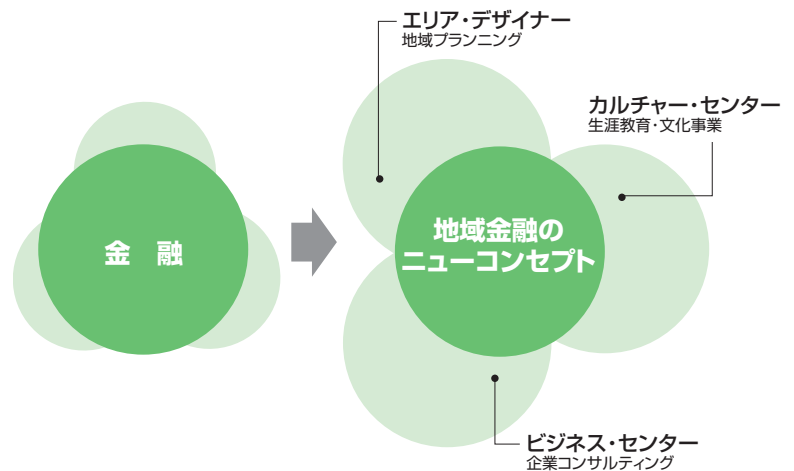 エリア・デザイナー
地域プランニング
カルチャー・センター
生涯教育・文化事業
金　融
地域金融の
ニューコンセプト
ビジネス・センター
企業コンサルティング